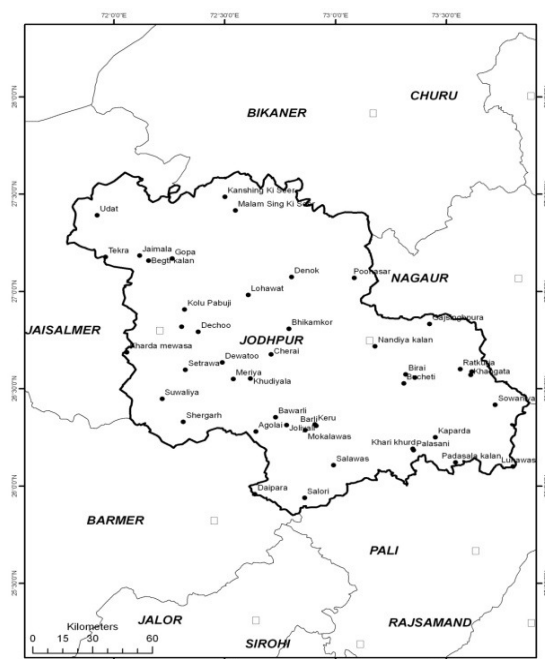 72°0'0"E 72°30'0"E 73°0'0"E 73°30'0"E
CHURU
BIKANER
Kanshing Ki Seer
Malam Sing Ki
Udat
Tekra
Jaimala
Gopa
Begti kalan
Denok
Poonasar
NAGAUR
Lohawat
Kolu Pabuji
Gajsinghpura
Bhikamkor
Dechoo
JAISALMER
JODHPUR
Nandiya kalan
Kharda mewasa
Cherai
Dewatoo
Setrawa
Ratkuria
Khangata
Birai
Bucheti
Meriya
Khudiyala
Suwaliya
Sowaniya
Bawarli
Shergarh
Barli
Keru
Agolai
Joliyali
Mokalawas
Kaparda
Khari khurd
Palasani
Padasala kalan
Lunawas
Salawas
Daipara
Salori
BARMER
PALI
JALOR
RAJSAMAND
Kilometers
0 15 30 60
SIROHI